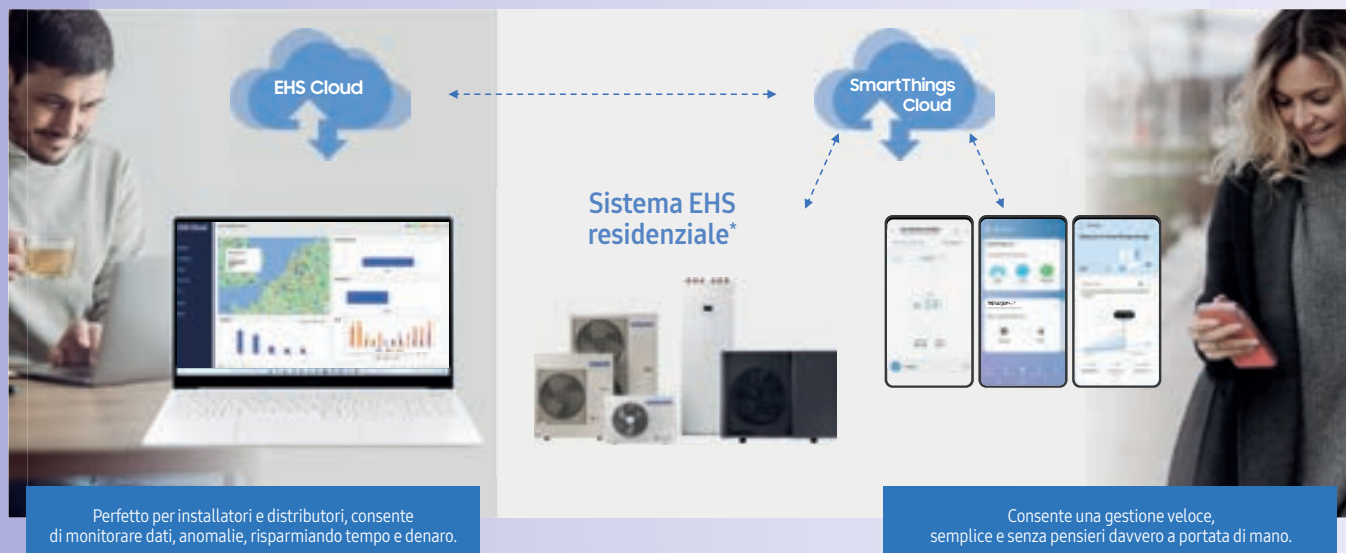 EHS Cloud
SmartThings
Cloud
Sistema EHS
residenziale*
Perfetto per installatori e distributori, consente
di monitorare dati, anomalie, risparmiando tempo e denaro.
Consente una gestione veloce,
semplice e senza pensieri davvero a portata di mano.